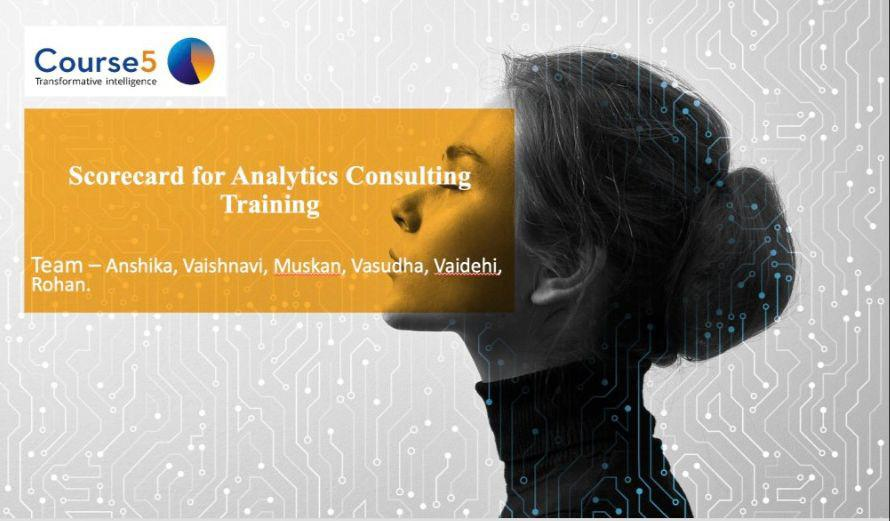 Course5
Transformative intelligence
Scorecard for Analytics Consulting
Training
Team – Anshika, Vaishnavi, Muskan, Vasudha, Vaidehi,
Rohan.